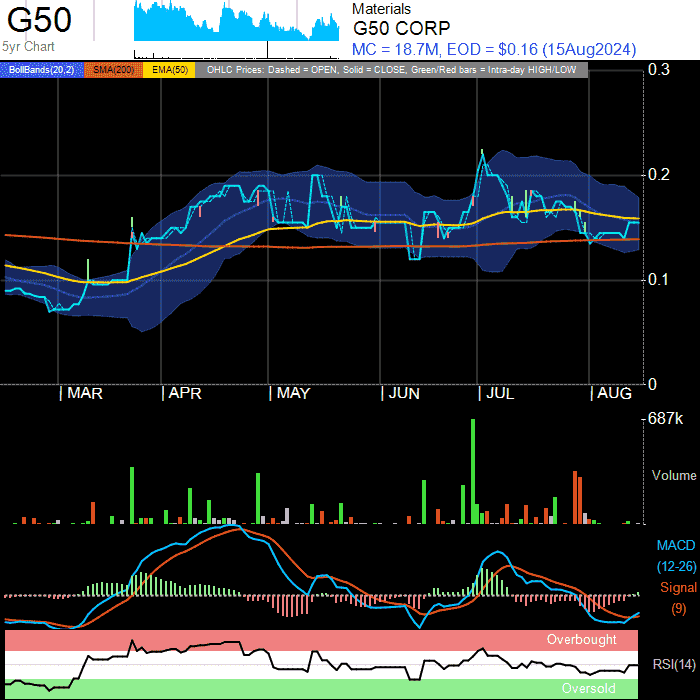 G50
5yr Chart
Materials
G50 CORP
MC = 18.7M, EOD = $0.16 (15Aug2024)
BollBands(20,2) SMA(200) EMA(50) OHLC Prices: Dashed = OPEN, Solid = CLOSE, Green/Red bars = Intra-day HIGH/LOW
0.3
0.2
0.1
0
MAR APR MAY JUN JUL AUG
687k
Volume
MACD
(12-26)
Signal
(9)
Overbought
RSI(14)
Oversold